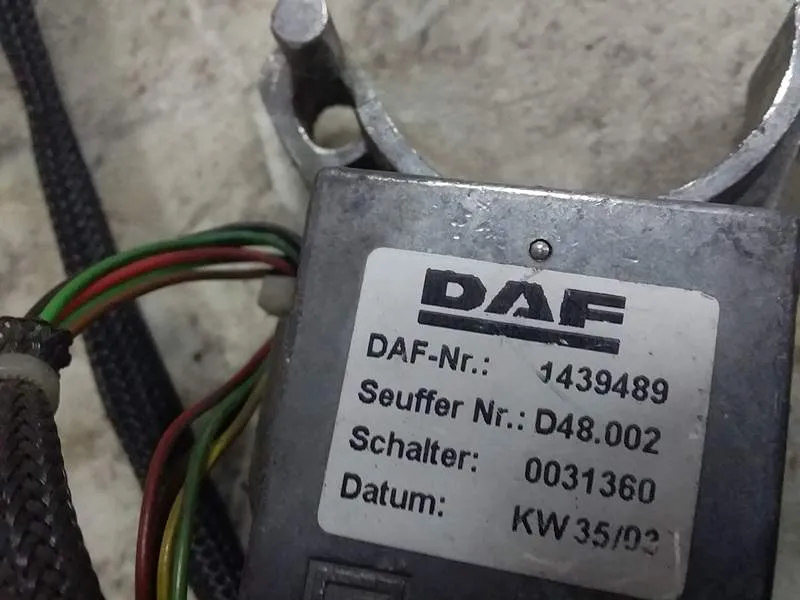 DAF
DAF-Nr.: 1439489
Seuffer Nr.: D48.002
Schalter: 0031360
Datum: KW 35/03